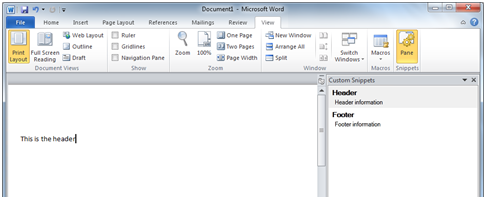 Document1 - Microsoft Word
File Home Insert Page Layout References Mailings Review View
Print Layout
Full Screen Reading
Web Layout
Outline
Draft
Document Views
Ruler
Gridlines
Navigation Pane
Show
Zoom
100%
One Page
Two Pages
Page Width
Zoom
New Window
Arrange All
Split
Window
Switch Windows
Macros
Macros
Pane
Snippets
Custom Snippets
Header
Header information
Footer
Footer information
This is the header